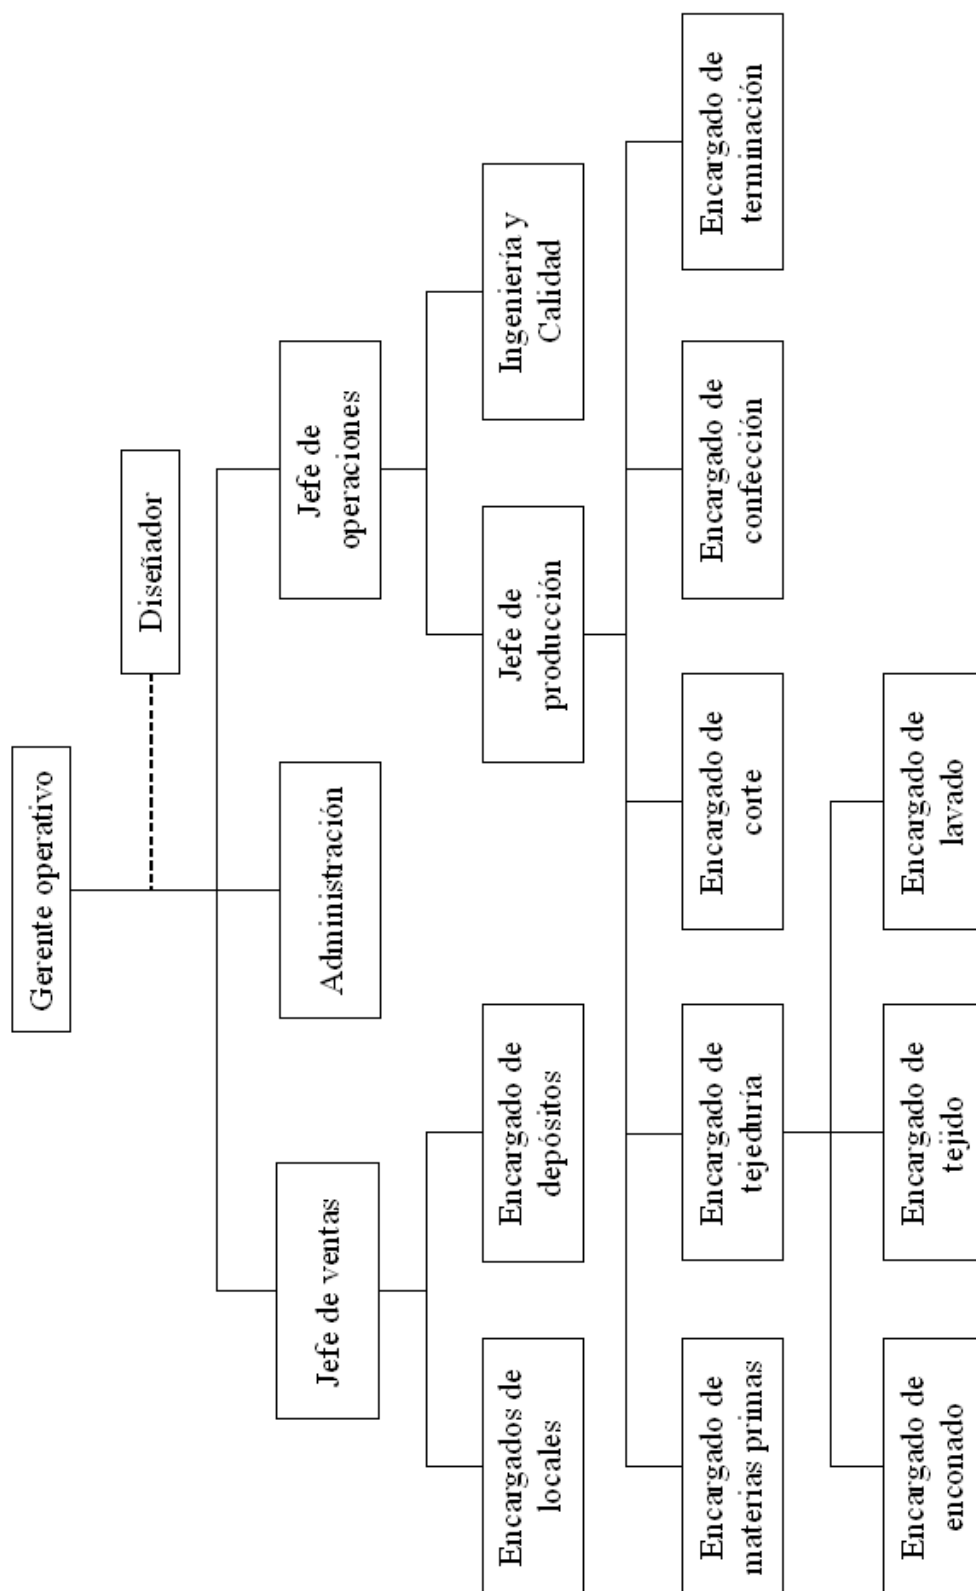 Gerente operativo
Diseñador
Jefe de ventas
Administración
Jefe de
operaciones
Encargados de
locales
Encargado de
depósitos
Jefe de
producción
Ingeniería y
Calidad
Encargado de
materias primas
Encargado de
tejeduría
Encargado de
corte
Encargado de
confección
Encargado de
terminación
Encargado de
enconado
Encargado de
tejido
Encargado de
lavado